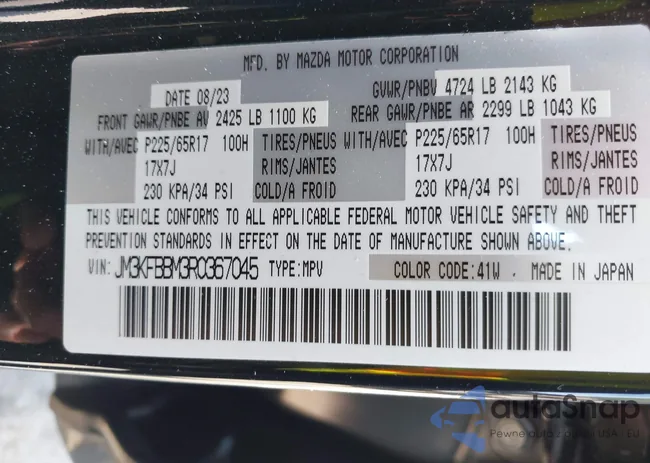 MFD. BY MAZDA MOTOR CORPORATION
DATE 08/23 GVWR/PNBV 4724 LB 2143 KG
FRONT GAWR/PNBE AV 2425 LB 1100 KG REAR GAWR/PNBE AR 2299 LB 1043 KG
WITH/AVEC P225/65R17 100H TIRES/PNEUS WITH/AVEC P225/65R17 100H TIRES/PNEUS
17X7J RIMS/JANTES 17X7J RIMS/JANTES
230 KPA/34 PSI COLD/A FROID 230 KPA/34 PSI COLD/A FROID
THIS VEHICLE CONFORMS TO ALL APPLICABLE FEDERAL MOTOR VEHICLE SAFETY AND THEFT
PREVENTION STANDARDS IN EFFECT ON THE DATE OF MANUFACTURE SHOWN ABOVE.
VIN: JM3KFBBM3R0367045 TYPE:MPV COLOR CODE:41W MADE IN JAPAN
autaSnap
Pewne auta z USA - EU